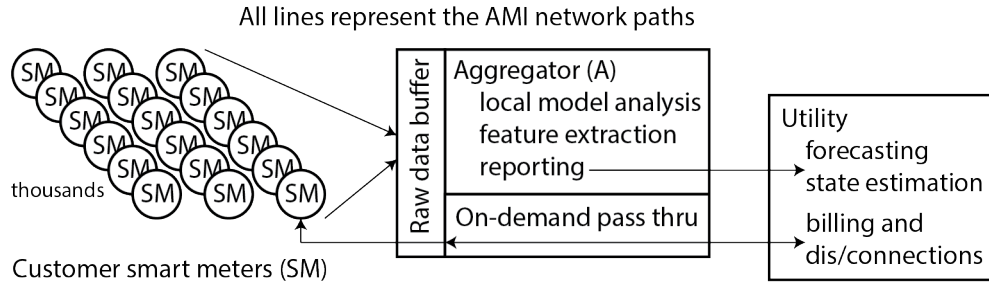 All lines represent the AMI network paths
SM SM SM
SM SM SM
SM SM SM
SM SM SM
SM SM SM
SM SM SM
thousands
Customer smart meters (SM)
Raw data buffer
Aggregator (A)
local model analysis
feature extraction
reporting
On-demand pass thru
Utility
forecasting
state estimation
billing and
dis/connections